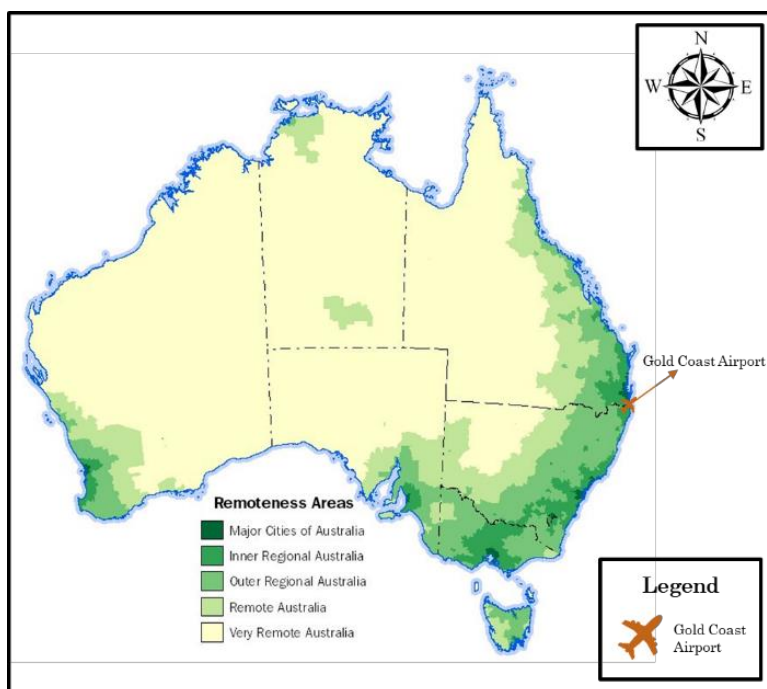 N
W E
S
Gold Coast Airport
Remoteness Areas
Major Cities of Australia
Inner Regional Australia
Outer Regional Australia
Remote Australia
Very Remote Australia
Legend
Gold Coast
Airport